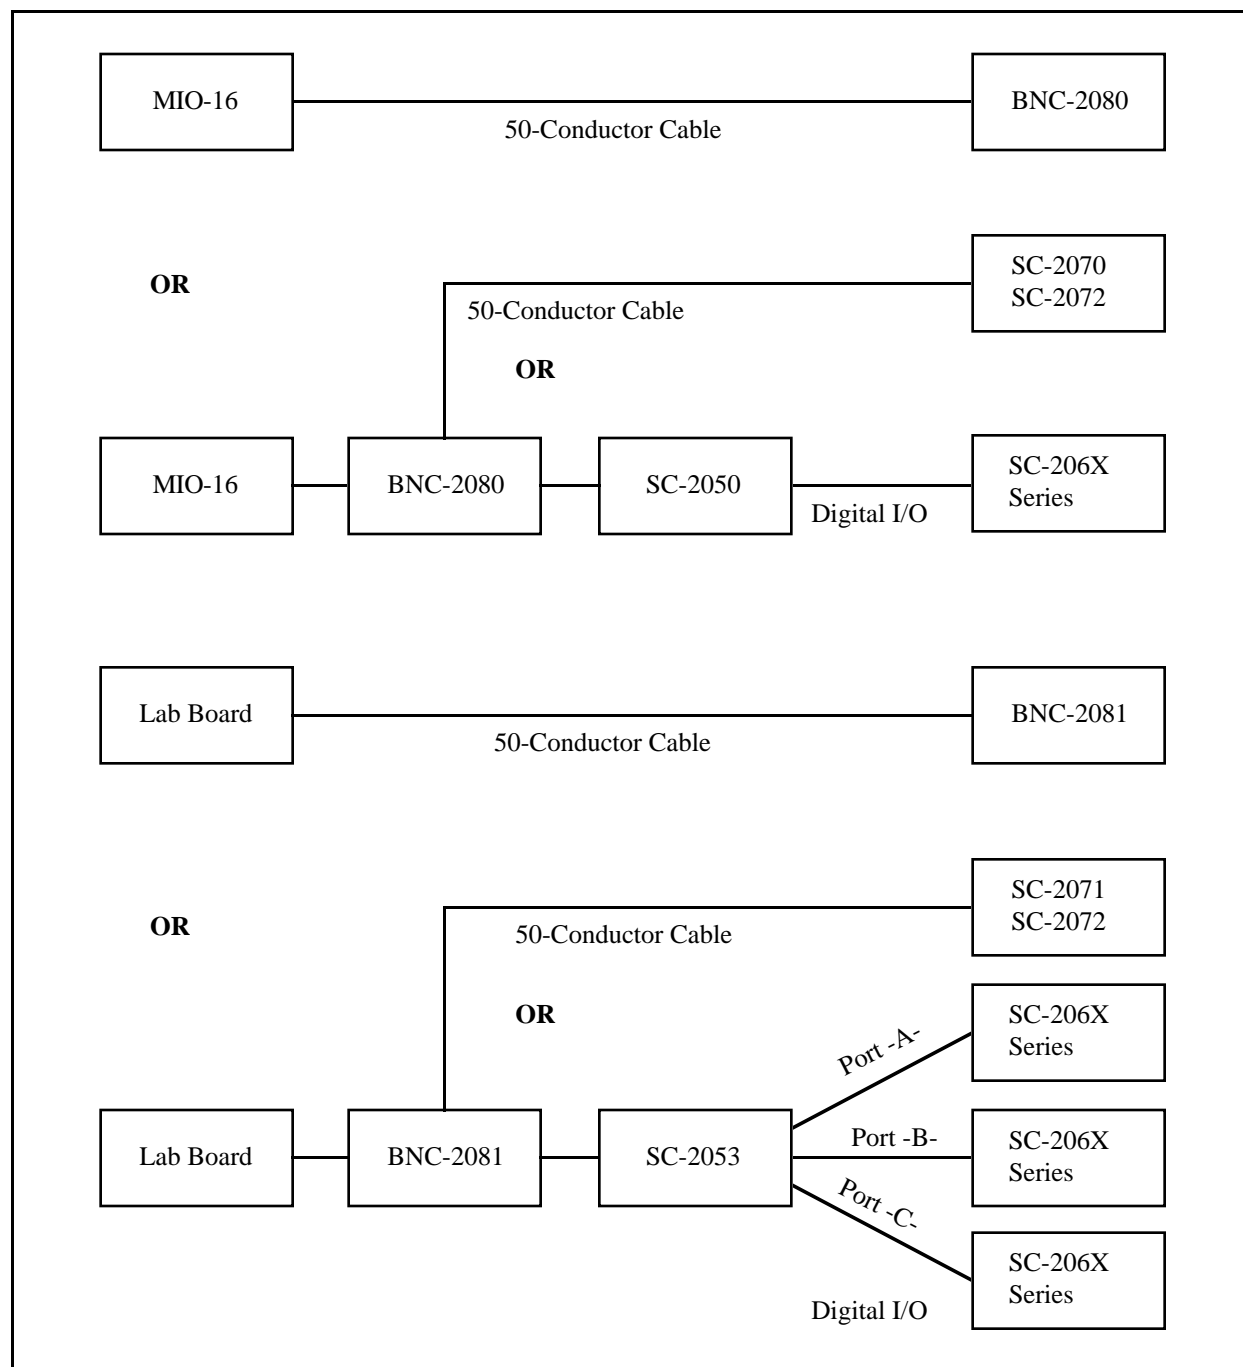 MIO-16
BNC-2080
50-Conductor Cable
SC-2070
SC-2072
OR
50-Conductor Cable
OR
MIO-16
BNC-2080
SC-2050
SC-206X
Series
Digital I/O
Lab Board
BNC-2081
50-Conductor Cable
SC-2071
SC-2072
OR
50-Conductor Cable
OR
SC-206X
Series
Port -A-
Lab Board
BNC-2081
SC-2053
Port -B-
SC-206X
Series
Port -C-
SC-206X
Series
Digital I/O